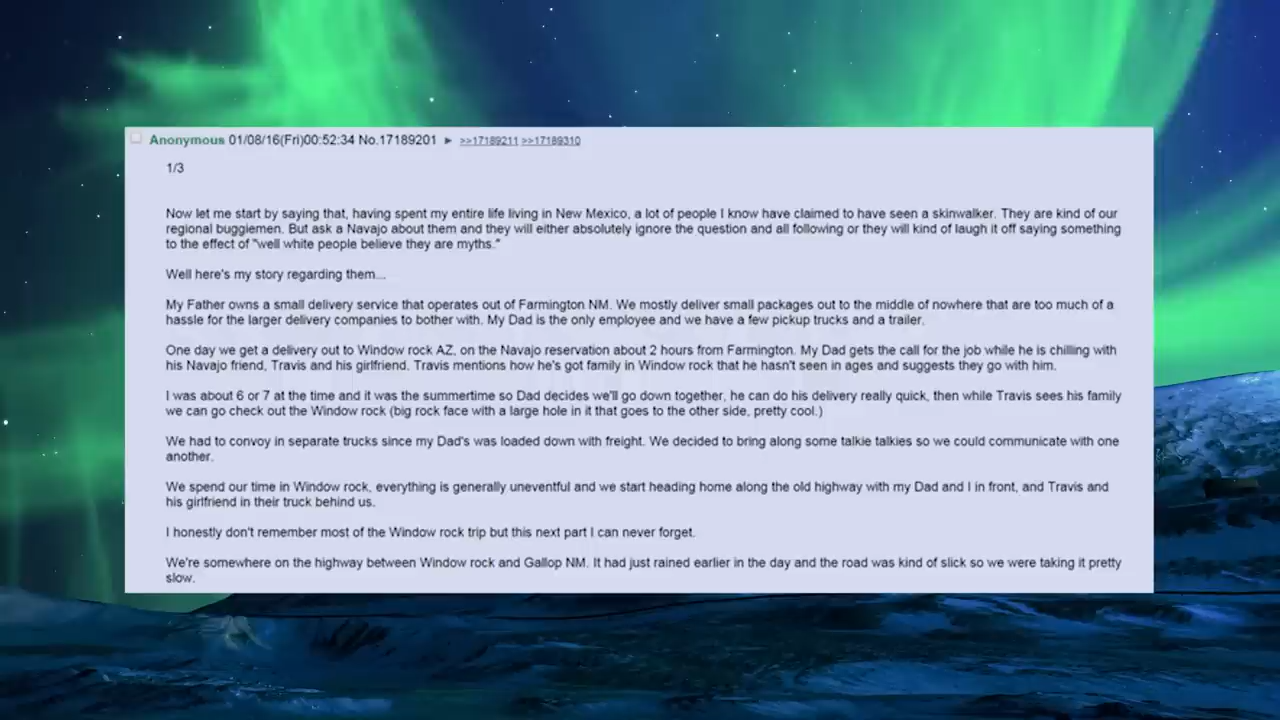 Anonymous 01/08/16(Fri)00:52:34 No.17189201 ▶ >>17189211 >>17189310
1/3
Now let me start by saying that, having spent my entire life living in New Mexico, a lot of people I know have claimed to have seen a skinwalker. They are kind of our
regional buggiemen. But ask a Navajo about them and they will either absolutely ignore the question and all following or they will kind of laugh it off saying something
to the effect of "well white people believe they are myths."
Well here's my story regarding them...
My Father owns a small delivery service that operates out of Farmington NM. We mostly deliver small packages out to the middle of nowhere that are too much of a
hassle for the larger delivery companies to bother with. My Dad is the only employee and we have a few pickup trucks and a trailer.
One day we get a delivery out to Window rock AZ, on the Navajo reservation about 2 hours from Farmington. My Dad gets the call for the job while he is chilling with
his Navajo friend, Travis and his girlfriend. Travis mentions how he's got family in Window rock that he hasn't seen in ages and suggests they go with him.
I was about 6 or 7 at the time and it was the summertime so Dad decides we'll go down together, he can do his delivery really quick, then while Travis sees his family
we can go check out the Window rock (big rock face with a large hole in it that goes to the other side, pretty cool.)
We had to convoy in separate trucks since my Dad's was loaded down with freight. We decided to bring along some talkie talkies so we could communicate with one
another.
We spend our time in Window rock, everything is generally uneventful and we start heading home along the old highway with my Dad and I in front, and Travis and
his girlfriend in their truck behind us.
I honestly don't remember most of the Window rock trip but this next part I can never forget.
We're somewhere on the highway between Window rock and Gallop NM. It had just rained earlier in the day and the road was kind of slick so we were taking it pretty
slow.